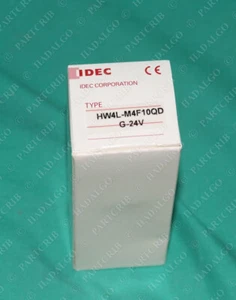 IDEC
CE
IDEC CORPORATION
TYPE
HW4L-M4F10QD
G-24V